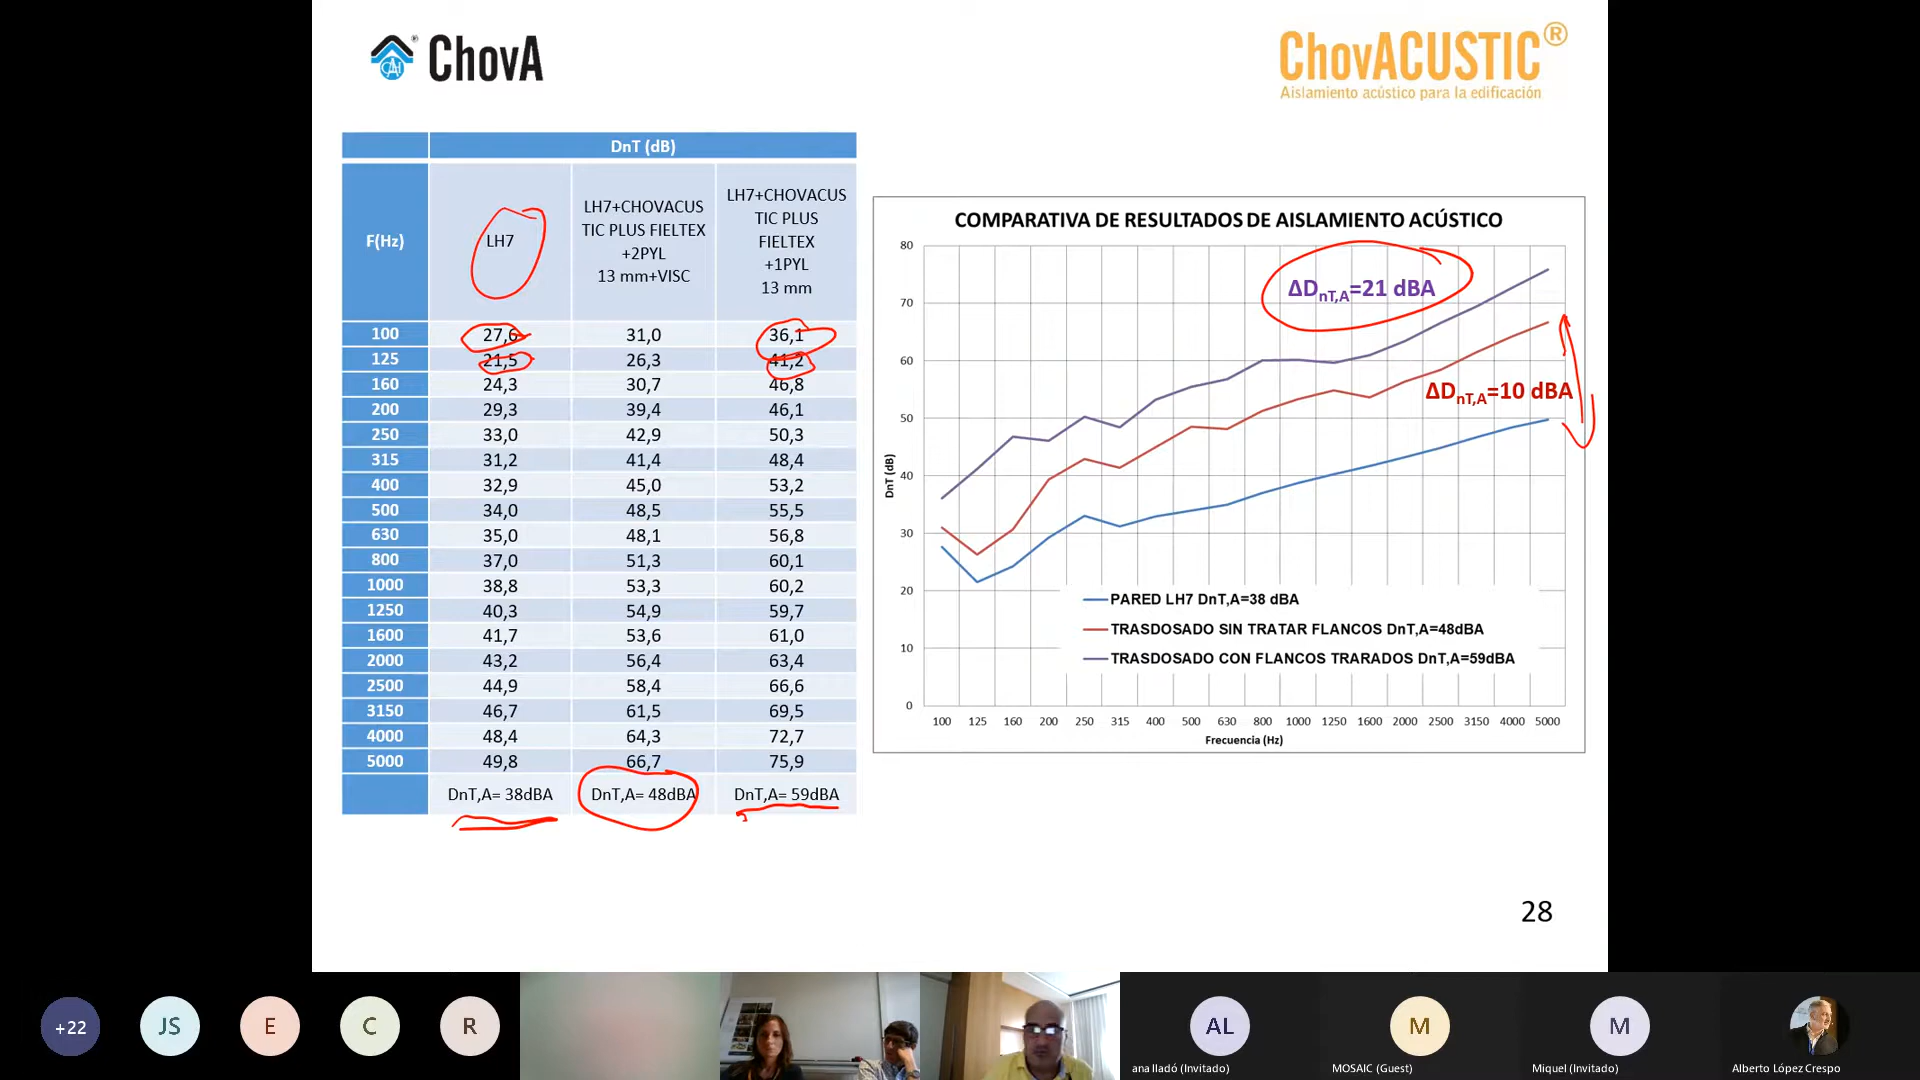 ChovA
ChovACUSTIC®
Aislamiento acústico para la edificación
DnT (dB)
F(Hz)
LH7
LH7+CHOVACUS
TIC PLUS FIELTEX
+2PYL
13 mm+VISC
LH7+CHOVACUS
TIC PLUS
FIELTEX
+1PYL
13 mm
100 27,6 31,0 36,1
125 21,5 26,3 41,2
160 24,3 30,7 46,8
200 29,3 39,4 46,1
250 33,0 42,9 50,3
315 31,2 41,4 48,4
400 32,9 45,0 53,2
500 34,0 48,5 55,5
630 35,0 48,1 56,8
800 37,0 51,3 60,1
1000 38,8 53,3 60,2
1250 40,3 54,9 59,7
1600 41,7 53,6 61,0
2000 43,2 56,4 63,4
2500 44,9 58,4 66,6
3150 46,7 61,5 69,5
4000 48,4 64,3 72,7
5000 49,8 66,7 75,9
DnT,A= 38dBA DnT,A= 48dBA DnT,A= 59dBA
COMPARATIVA DE RESULTADOS DE AISLAMIENTO ACÚSTICO
80
70
60
50
40
30
20
10
0
DnT (dB)
ΔDnT,A=21 dBA
ΔDnT,A=10 dBA
PARED LH7 DnT,A=38 dBA
TRASDOSADO SIN TRATAR FLANCOS DnT,A=48dBA
TRASDOSADO CON FLANCOS TRARADOS DnT,A=59dBA
100 125 160 200 250 315 400 500 630 800 1000 1250 1600 2000 2500 3150 4000 5000
Frecuencia (Hz)
28
+22
JS
E
C
R
AL
M
M
ana lladó (Invitado)
MOSAIC (Guest)
Miquel (Invitado)
Alberto López Crespo